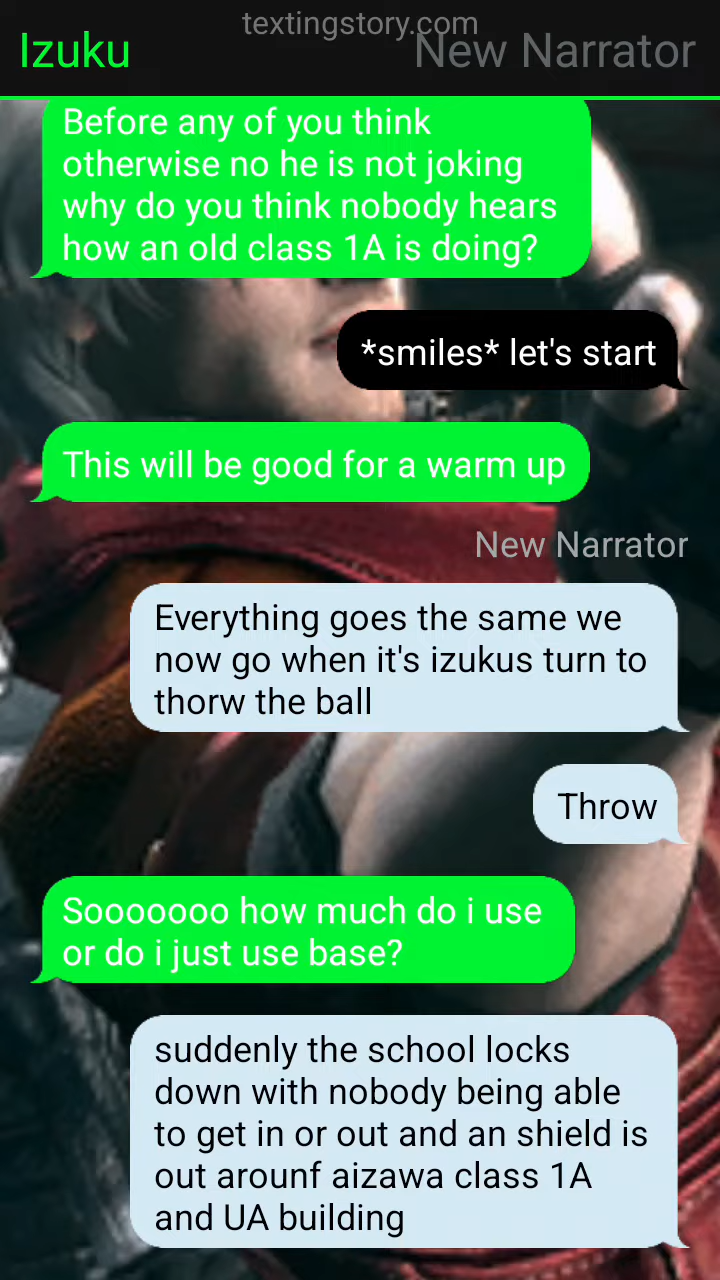 textingstory.com
Izuku
New Narrator
Before any of you think
otherwise no he is not joking
why do you think nobody hears
how an old class 1A is doing?
*smiles* let's start
This will be good for a warm up
New Narrator
Everything goes the same we
now go when it's izukus turn to
thorw the ball
Throw
Sooooooo how much do i use
or do i just use base?
suddenly the school locks
down with nobody being able
to get in or out and an shield is
out arounf aizawa class 1A
and UA building